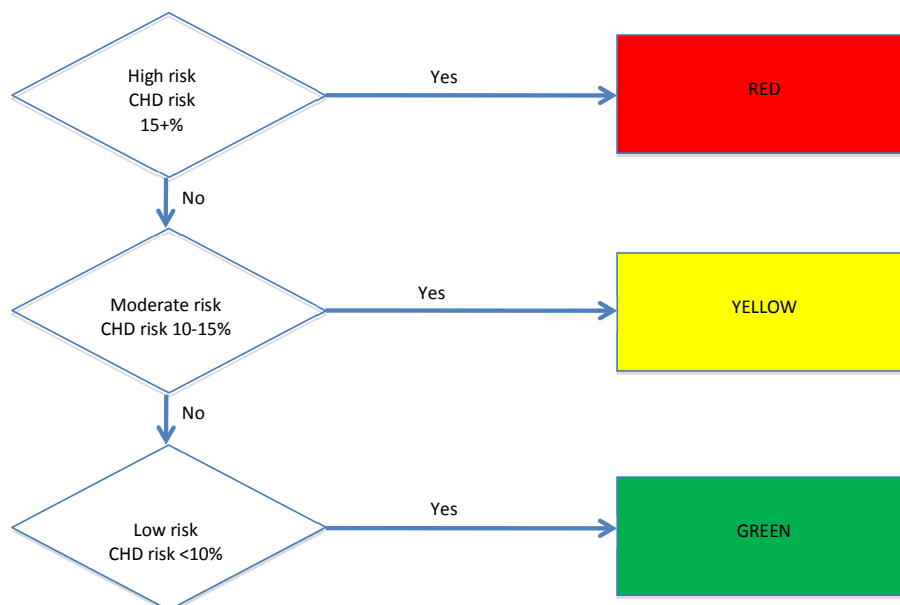 High risk
CHD risk
15+%
Yes
RED
No
Moderate risk
CHD risk 10-15%
Yes
YELLOW
No
Low risk
CHD risk <10%
Yes
GREEN